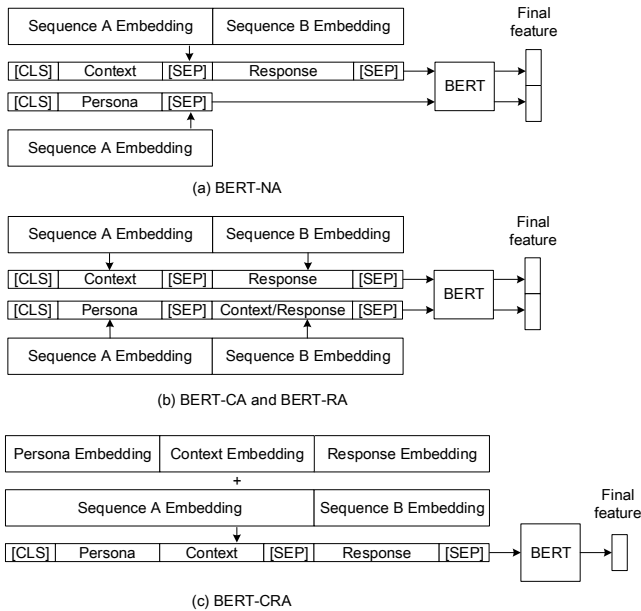 Sequence A Embedding Sequence B Embedding
Final
feature
[CLS] Context [SEP] Response [SEP]
BERT
[CLS] Persona [SEP]
Sequence A Embedding
(a) BERT-NA
Sequence A Embedding Sequence B Embedding
Final
feature
[CLS] Context [SEP] Response [SEP]
BERT
[CLS] Persona [SEP] Context/Response [SEP]
Sequence A Embedding Sequence B Embedding
(b) BERT-CA and BERT-RA
Persona Embedding Context Embedding Response Embedding
+
Sequence A Embedding Sequence B Embedding
Final
feature
[CLS] Persona Context [SEP] Response [SEP] BERT
(c) BERT-CRA